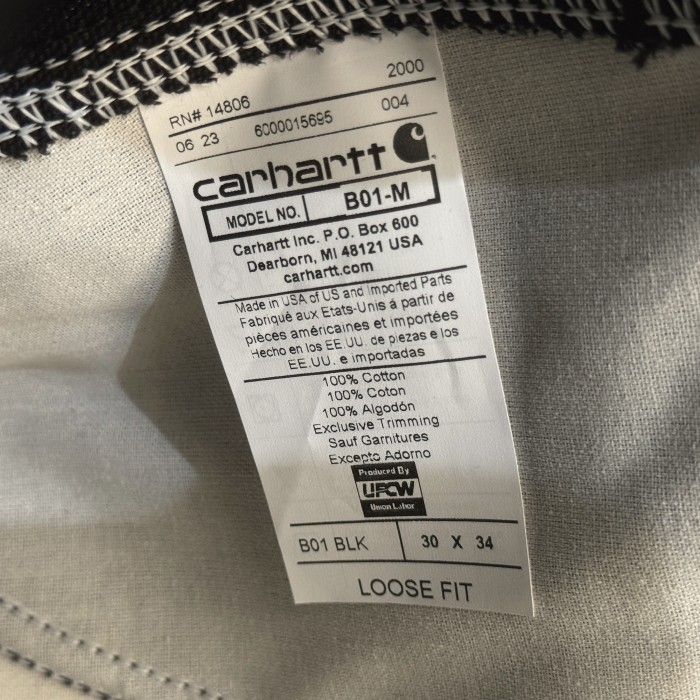 RN# 14806 2000
06 23 6000015695 004
carhartt
MODEL NO. B01-M
Carhartt Inc. P.O. Box 600
Dearborn, MI 48121 USA
carhartt.com
Made in USA of US and Imported Parts
Fabriqué aux Etats-Unis á partir de
pièces américaines et importées
Hecho en los EE.UU. de piezas e los
EE.UU. e importadas
100% Cotton
100% Coton
100% Algodón
Exclusive Trimming
Sauf Garnitures
Excepto Adorno
Produced By
UFCW
Union Labor
B01 BLK 30 X 34
LOOSE FIT